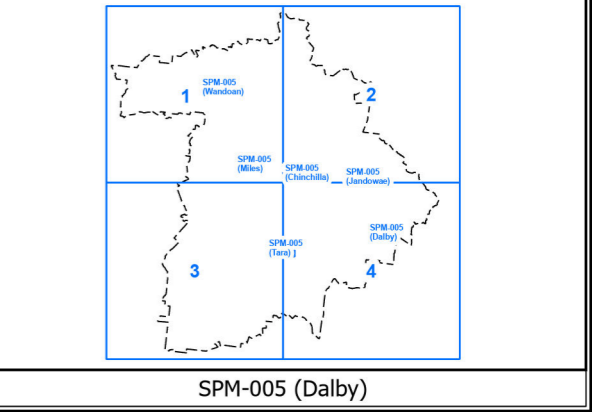 SPM-005
(Wandoan)
1
2
SPM-005
(Miles)
SPM-005
(Chinchilla)
SPM-005
(Jandowae)
SPM-005
(Dalby)
SPM-005
(Tara)
3
4
SPM-005 (Dalby)